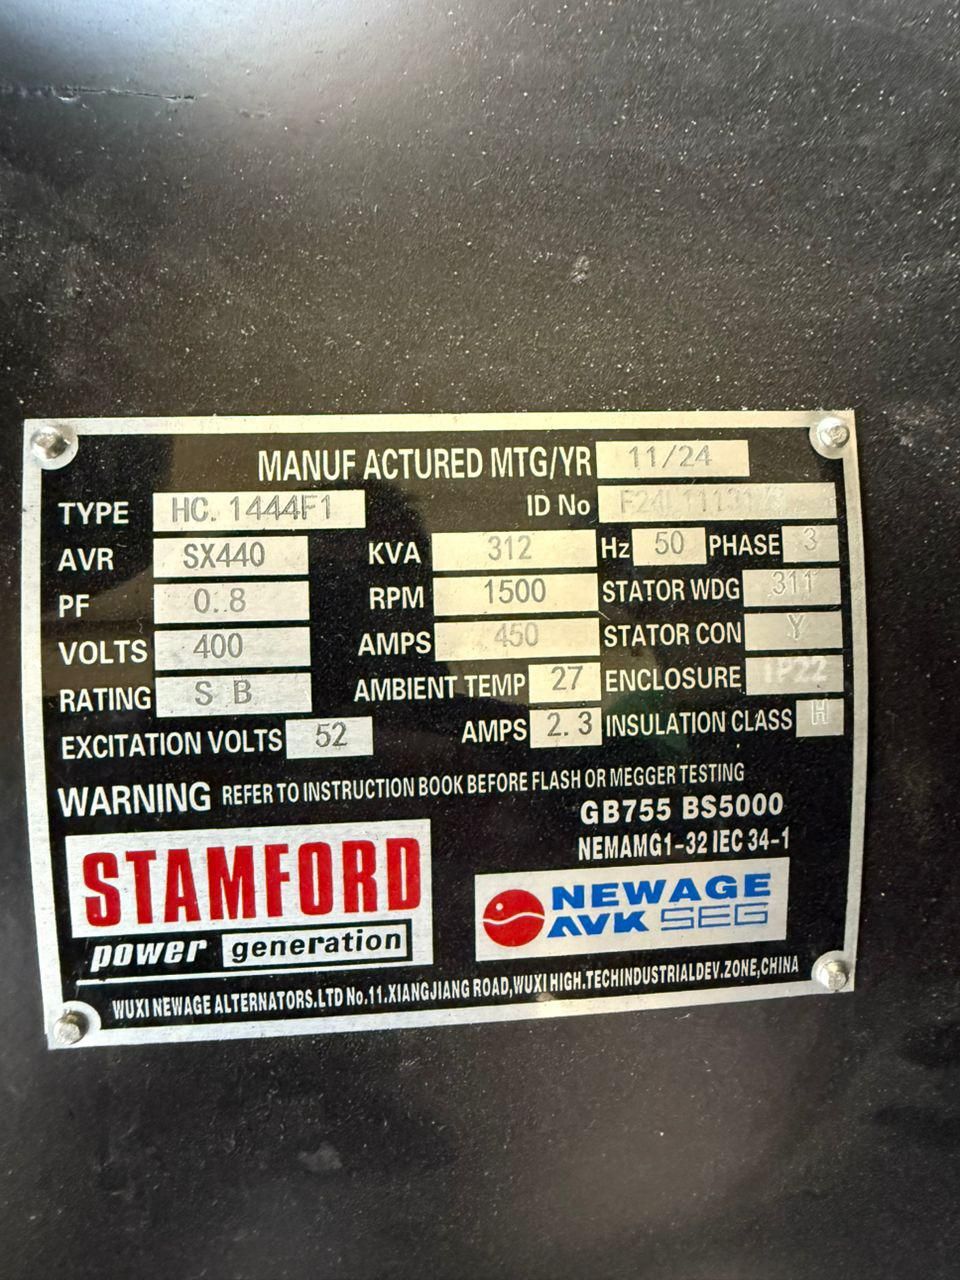 MANUF ACTURED MTG/YR 11/24
TYPE HC. 1444F1 ID No
AVR SX440 KVA 312 Hz 50 PHASE 3
PF 0.8 RPM 1500 STATOR WDG 311
VOLTS 400 AMPS 450 STATOR CON Y
RATING S B AMBIENT TEMP 27 ENCLOSURE IP22
EXCITATION VOLTS 52 AMPS 2.3 INSULATION CLASS H
WARNING REFER TO INSTRUCTION BOOK BEFORE FLASH OR MEGGER TESTING
GB755 BS5000
NEMAMG1-32 IEC 34-1
STAMFORD
power generation
NEWAGE
AVK SEG
WUXI NEWAGE ALTERNATORS.LTD No.11.XIANGJIANG ROAD,WUXI HIGH.TECHINDUSTRIALDEV.ZONE,CHINA